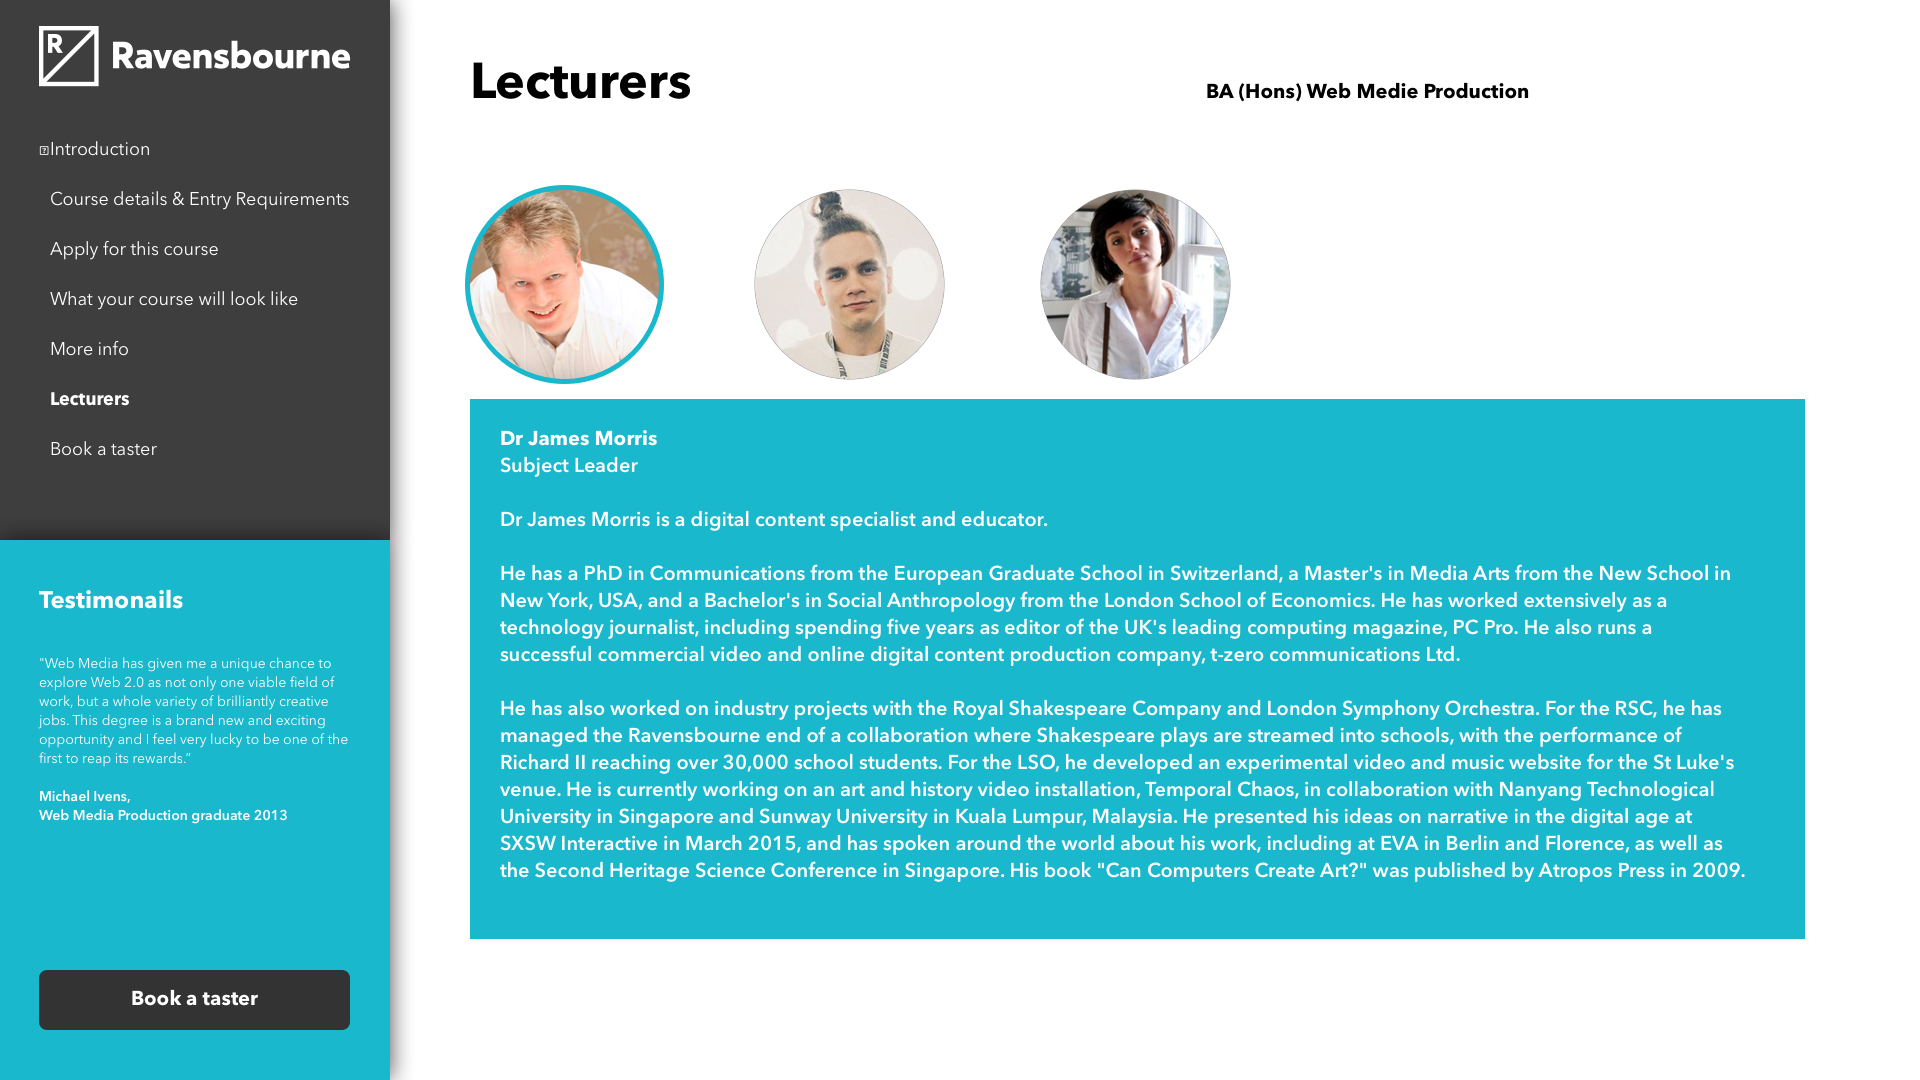 R
Ravensbourne
Introduction
Course details & Entry Requirements
Apply for this course
What your course will look like
More info
Lecturers
Book a taster
Testimonails
"Web Media has given me a unique chance to
explore Web 2.0 as not only one viable field of
work, but a whole variety of brilliantly creative
jobs. This degree is a brand new and exciting
opportunity and I feel very lucky to be one of the
first to reap its rewards.“
Michael Ivens,
Web Media Production graduate 2013
Book a taster
Lecturers
BA (Hons) Web Medie Production
Dr James Morris
Subject Leader
Dr James Morris is a digital content specialist and educator.
He has a PhD in Communications from the European Graduate School in Switzerland, a Master's in Media Arts from the New School in
New York, USA, and a Bachelor's in Social Anthropology from the London School of Economics. He has worked extensively as a
technology journalist, including spending five years as editor of the UK's leading computing magazine, PC Pro. He also runs a
successful commercial video and online digital content production company, t-zero communications Ltd.
He has also worked on industry projects with the Royal Shakespeare Company and London Symphony Orchestra. For the RSC, he has
managed the Ravensbourne end of a collaboration where Shakespeare plays are streamed into schools, with the performance of
Richard II reaching over 30,000 school students. For the LSO, he developed an experimental video and music website for the St Luke's
venue. He is currently working on an art and history video installation, Temporal Chaos, in collaboration with Nanyang Technological
University in Singapore and Sunway University in Kuala Lumpur, Malaysia. He presented his ideas on narrative in the digital age at
SXSW Interactive in March 2015, and has spoken around the world about his work, including at EVA in Berlin and Florence, as well as
the Second Heritage Science Conference in Singapore. His book "Can Computers Create Art?" was published by Atropos Press in 2009.